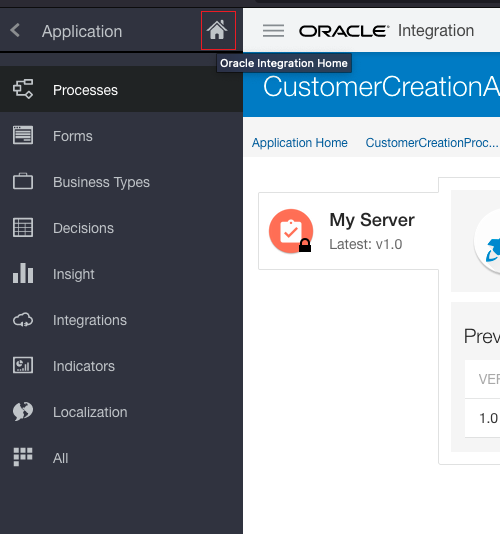 Application
ORACLE Integration
Oracle Integration Home
CustomerCreationA
Processes
Forms
Business Types
Decisions
Insight
Integrations
Indicators
Localization
All
Application Home
CustomerCreationProc...
My Server
Latest: v1.0
Prev
VER
1.0